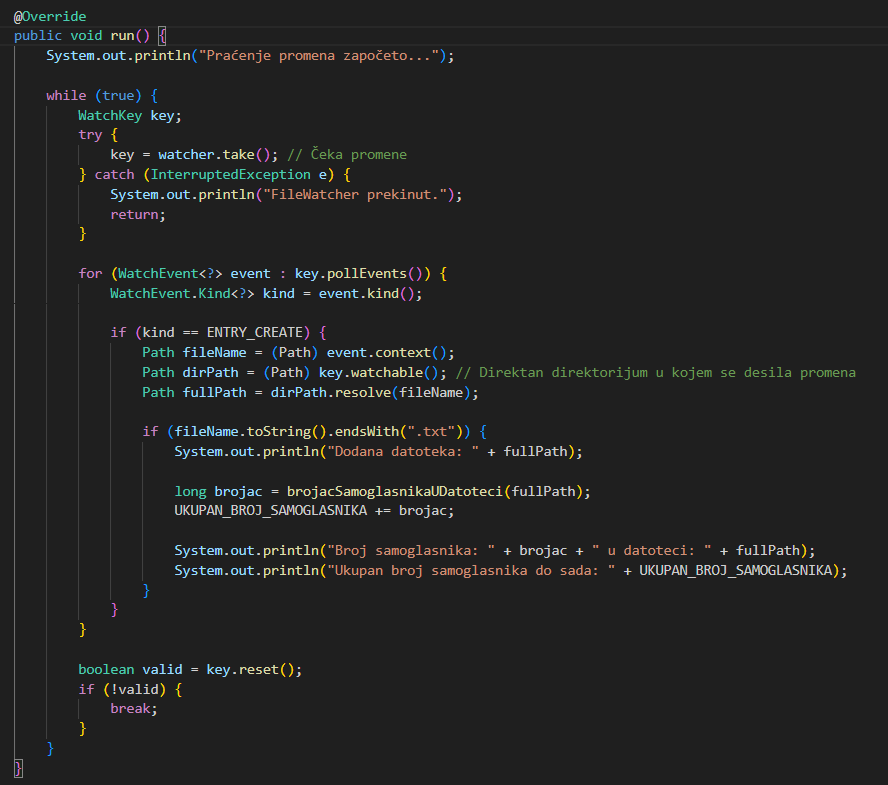 @Override
public void run() {
    System.out.println("Praćenje promena započeto...");

    while (true) {
        WatchKey key;
        try {
            key = watcher.take(); // Čeka promene
        } catch (InterruptedException e) {
            System.out.println("FileWatcher prekinut.");
            return;
        }

        for (WatchEvent<?> event : key.pollEvents()) {
            WatchEvent.Kind<?> kind = event.kind();

            if (kind == ENTRY_CREATE) {
                Path fileName = (Path) event.context();
                Path dirPath = (Path) key.watchable(); // Direktan direktorijum u kojem se desila promena
                Path fullPath = dirPath.resolve(fileName);

                if (fileName.toString().endsWith(".txt")) {
                    System.out.println("Dodana datoteka: " + fullPath);

                    long brojac = brojacSamoglasnikaUDatoteci(fullPath);
                    UKUPAN_BROJ_SAMOGLASNIKA += brojac;

                    System.out.println("Broj samoglasnika: " + brojac + " u datoteci: " + fullPath);
                    System.out.println("Ukupan broj samoglasnika do sada: " + UKUPAN_BROJ_SAMOGLASNIKA);
                }
            }
        }

        boolean valid = key.reset();
        if (!valid) {
            break;
        }
    }
}